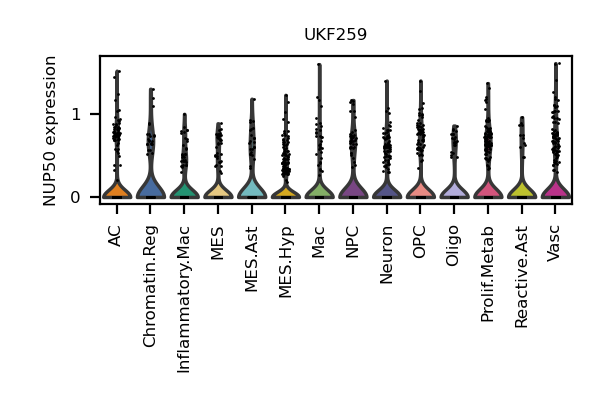 UKF259
NUP50 expression
1
0
AC
Chromatin.Reg
Inflammatory.Mac
MES
MES.Ast
MES.Hyp
Mac
NPC
Neuron
OPC
Oligo
Prolif.Metab
Reactive.Ast
Vasc